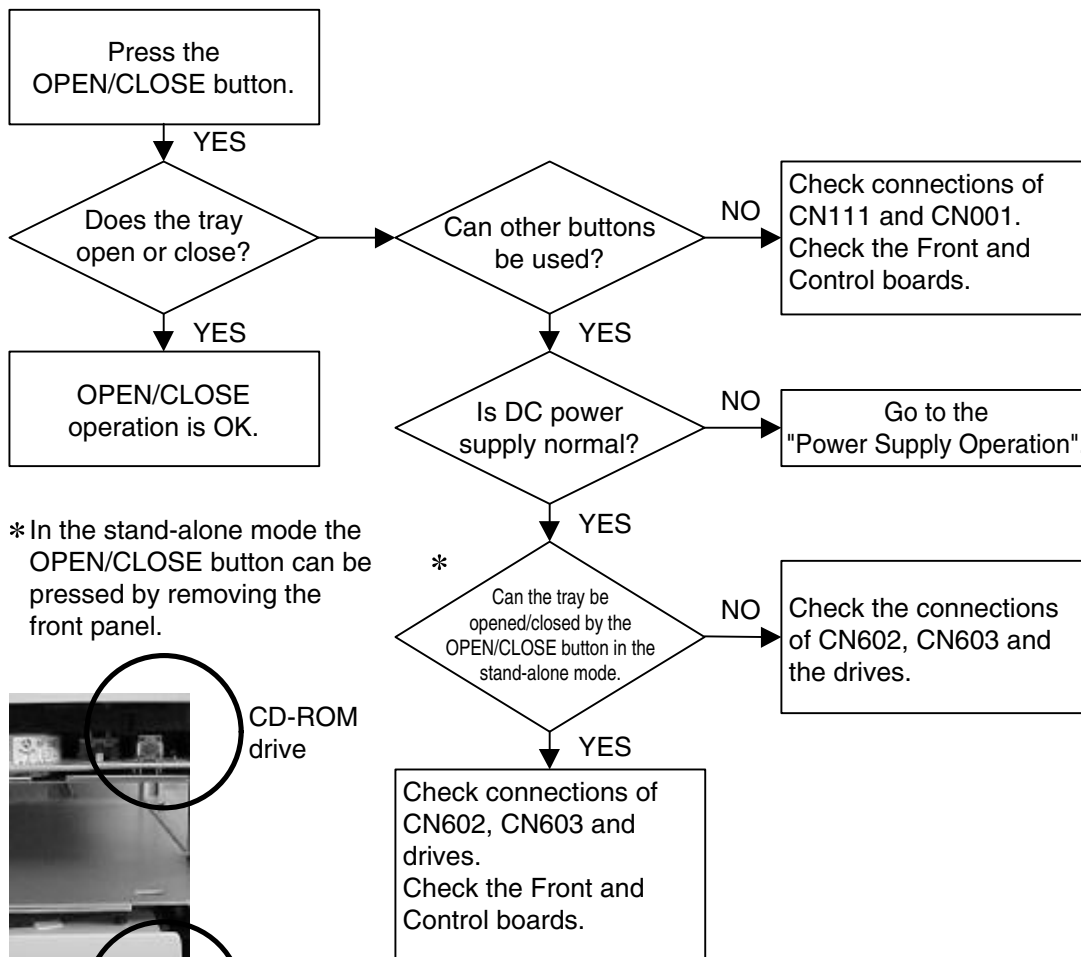 Press the
OPEN/CLOSE button.
YES
Does the tray
open or close?
YES
OPEN/CLOSE
operation is OK.
Can other buttons
be used?
NO
Check connections of
CN111 and CN001.
Check the Front and
Control boards.
YES
Is DC power
supply normal?
NO
Go to the
"Power Supply Operation".
YES
*
Can the tray be
opened/closed by the
OPEN/CLOSE button in the
stand-alone mode.
NO
Check the connections
of CN602, CN603 and
the drives.
YES
Check connections of
CN602, CN603 and
drives.
Check the Front and
Control boards.
* In the stand-alone mode the
OPEN/CLOSE button can be
pressed by removing the
front panel.
CD-ROM
drive